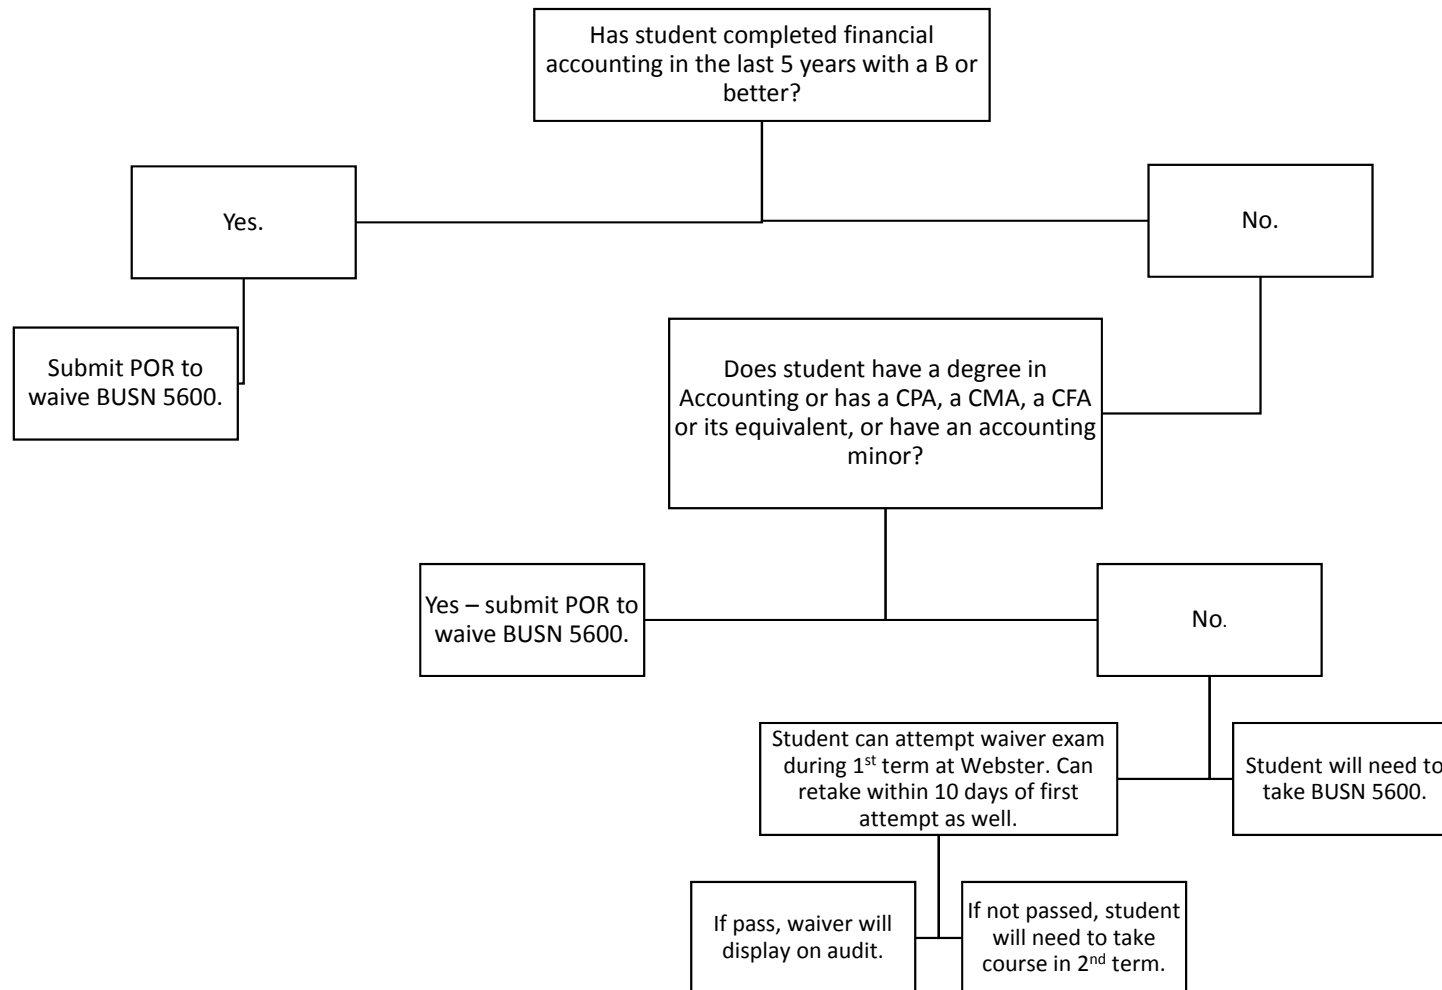 Has student completed financial
accounting in the last 5 years with a B or
better?
Yes.
No.
Submit POR to
waive BUSN 5600.
Does student have a degree in
Accounting or has a CPA, a CMA, a CFA
or its equivalent, or have an accounting
minor?
Yes – submit POR to
waive BUSN 5600.
No.
Student can attempt waiver exam
during 1st term at Webster. Can
retake within 10 days of first
attempt as well.
Student will need to
take BUSN 5600.
If pass, waiver will
display on audit.
If not passed, student
will need to take
course in 2nd term.